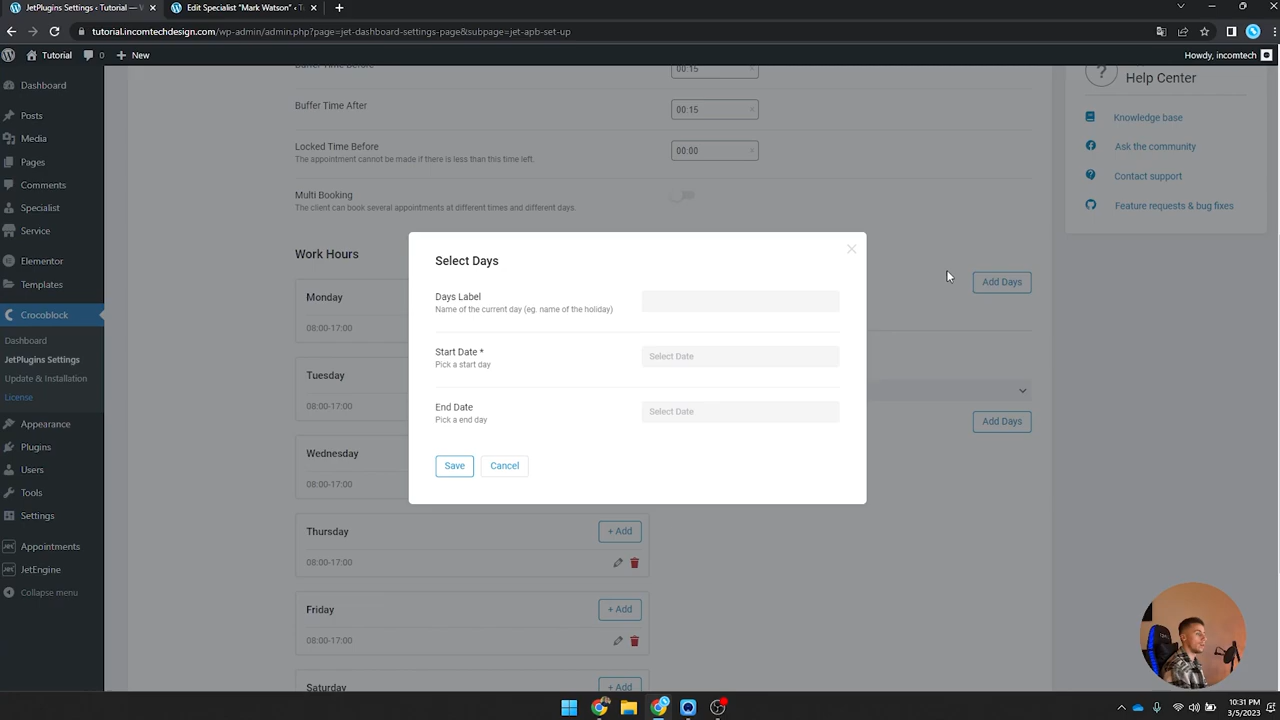 JetPlugins Settings ‹ Tutorial — V
Edit Specialist "Mark Watson" ‹ T
tutorial.incomtechdesign.com/wp-admin/admin.php?page=jet-dashboard-settings-page&subpage=jet-apb-set-up
Tutorial
0
New
Howdy, incomtech
Dashboard
Posts
Media
Pages
Comments
Specialist
Service
Elementor
Templates
Crocoblock
Dashboard
JetPlugins Settings
Update & Installation
License
Appearance
Plugins
Users
Tools
Settings
Appointments
JetEngine
Collapse menu
Buffer Time Before
00:15
Buffer Time After
00:15
Locked Time Before
The appointment cannot be made if there is less than this time left.
00:00
Multi Booking
The client can book several appointments at different times and different days.
Work Hours
Monday
08:00-17:00
Tuesday
08:00-17:00
Wednesday
08:00-17:00
Thursday
+ Add
08:00-17:00
Friday
+ Add
08:00-17:00
Saturday
+ Add
Select Days
Days Label
Name of the current day (eg. name of the holiday)
Start Date *
Pick a start day
Select Date
End Date
Pick a end day
Select Date
Save
Cancel
Add Days
Add Days
? Help Center
Knowledge base
Ask the community
Contact support
Feature requests & bug fixes
10:31 PM
3/5/2023